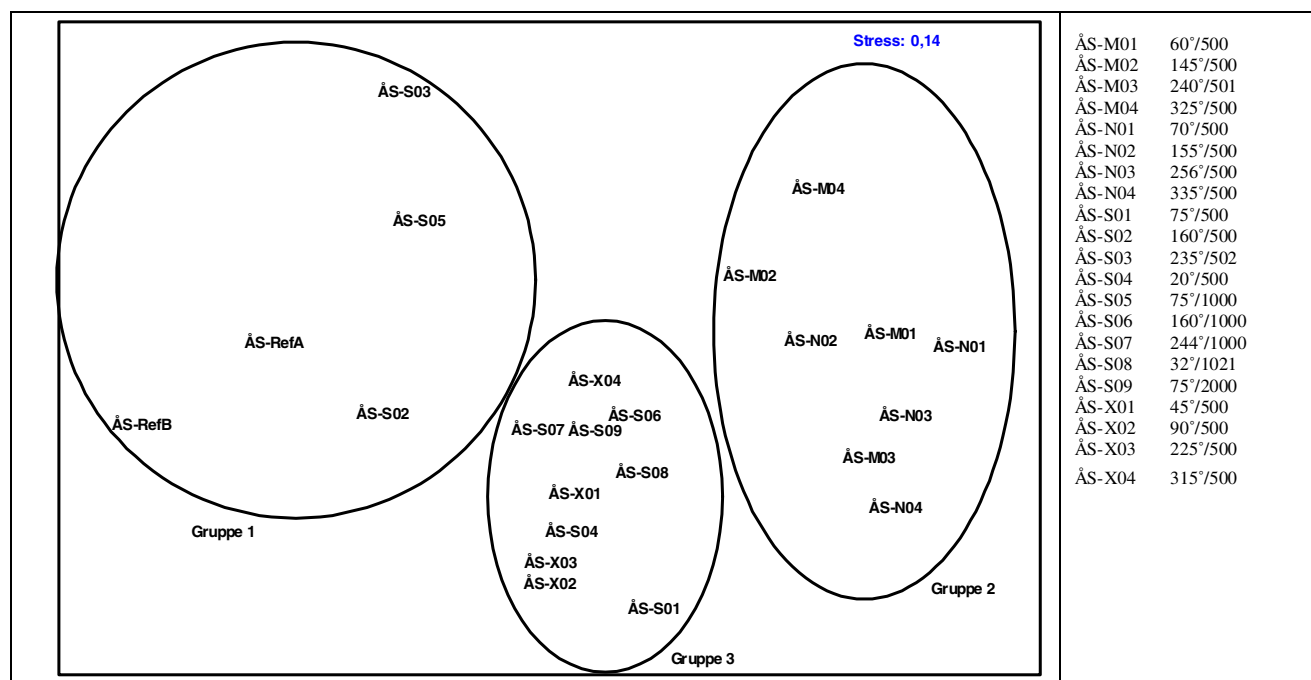 Stress: 0,14
ÅS-S03
ÅS-M04
ÅS-S05
ÅS-M02
ÅS-RefA
ÅS-N02
ÅS-M01
ÅS-N01
ÅS-X04
ÅS-RefB
ÅS-S02
ÅS-S06
ÅS-S07
ÅS-S09
ÅS-N03
ÅS-M03
ÅS-S08
ÅS-X01
ÅS-N04
Gruppe 1
ÅS-S04
ÅS-X03
ÅS-X02
Gruppe 2
ÅS-S01
Gruppe 3
ÅS-M01 60°/500
ÅS-M02 145°/500
ÅS-M03 240°/501
ÅS-M04 325°/500
ÅS-N01 70°/500
ÅS-N02 155°/500
ÅS-N03 256°/500
ÅS-N04 335°/500
ÅS-S01 75°/500
ÅS-S02 160°/500
ÅS-S03 235°/502
ÅS-S04 20°/500
ÅS-S05 75°/1000
ÅS-S06 160°/1000
ÅS-S07 244°/1000
ÅS-S08 32°/1021
ÅS-S09 75°/2000
ÅS-X01 45°/500
ÅS-X02 90°/500
ÅS-X03 225°/500
ÅS-X04 315°/500